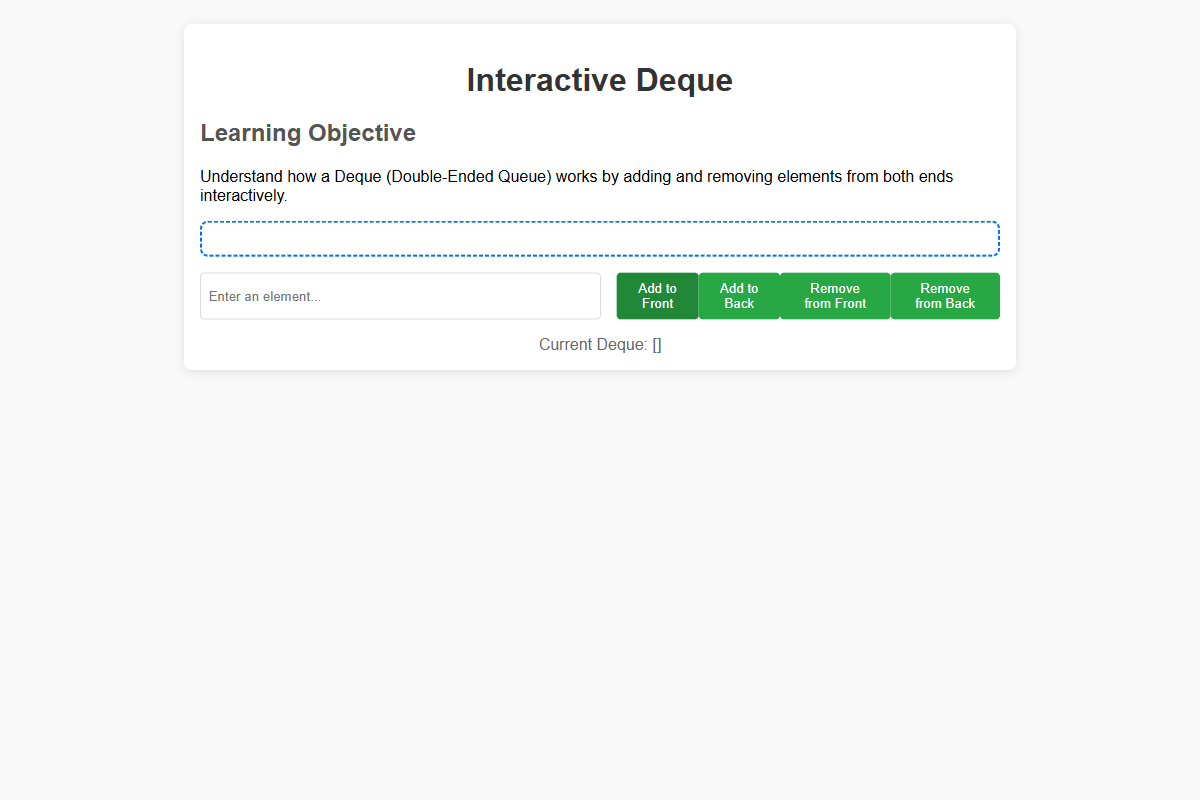 Interactive Deque
Learning Objective
Understand how a Deque (Double-Ended Queue) works by adding and removing elements from both ends
interactively.
Enter an element...
Add to
Front
Add to
Back
Remove
from Front
Remove
from Back
Current Deque: []